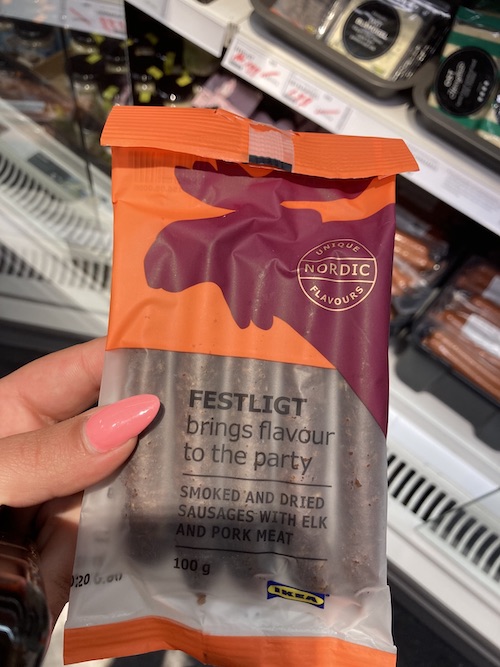 UNIQUE
NORDIC
FLAVOURS
FESTLIGT
brings flavour
to the party
SMOKED AND DRIED
SAUSAGES WITH ELK
AND PORK MEAT
100 g
IKEA